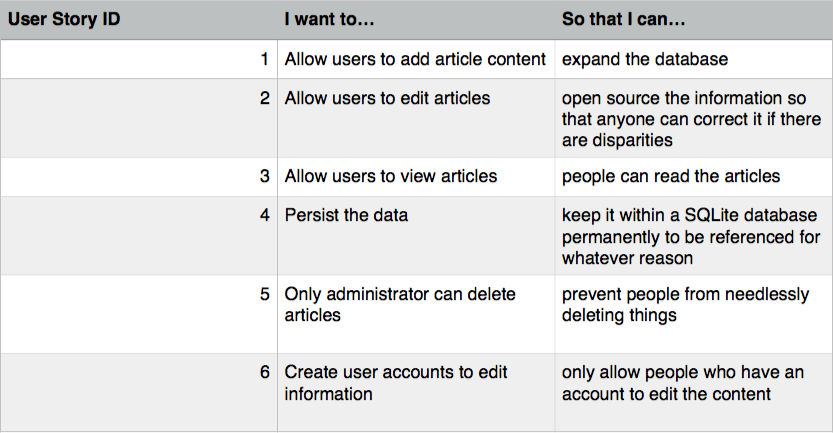 User Story ID I want to... So that I can...
1 Allow users to add article content expand the database
2 Allow users to edit articles open source the information so
that anyone can correct it if there
are disparities
3 Allow users to view articles people can read the articles
4 Persist the data keep it within a SQLite database
permanently to be referenced for
whatever reason
5 Only administrator can delete prevent people from needlessly
articles deleting things
6 Create user accounts to edit only allow people who have an
information account to edit the content